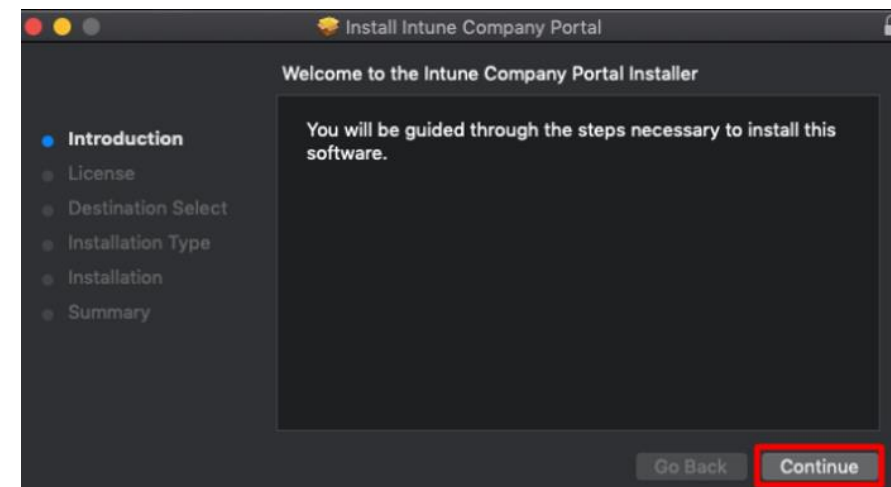 Install Intune Company Portal
Welcome to the Intune Company Portal Installer
Introduction
License
Destination Select
Installation Type
Installation
Summary
You will be guided through the steps necessary to install this
software.
Go Back
Continue